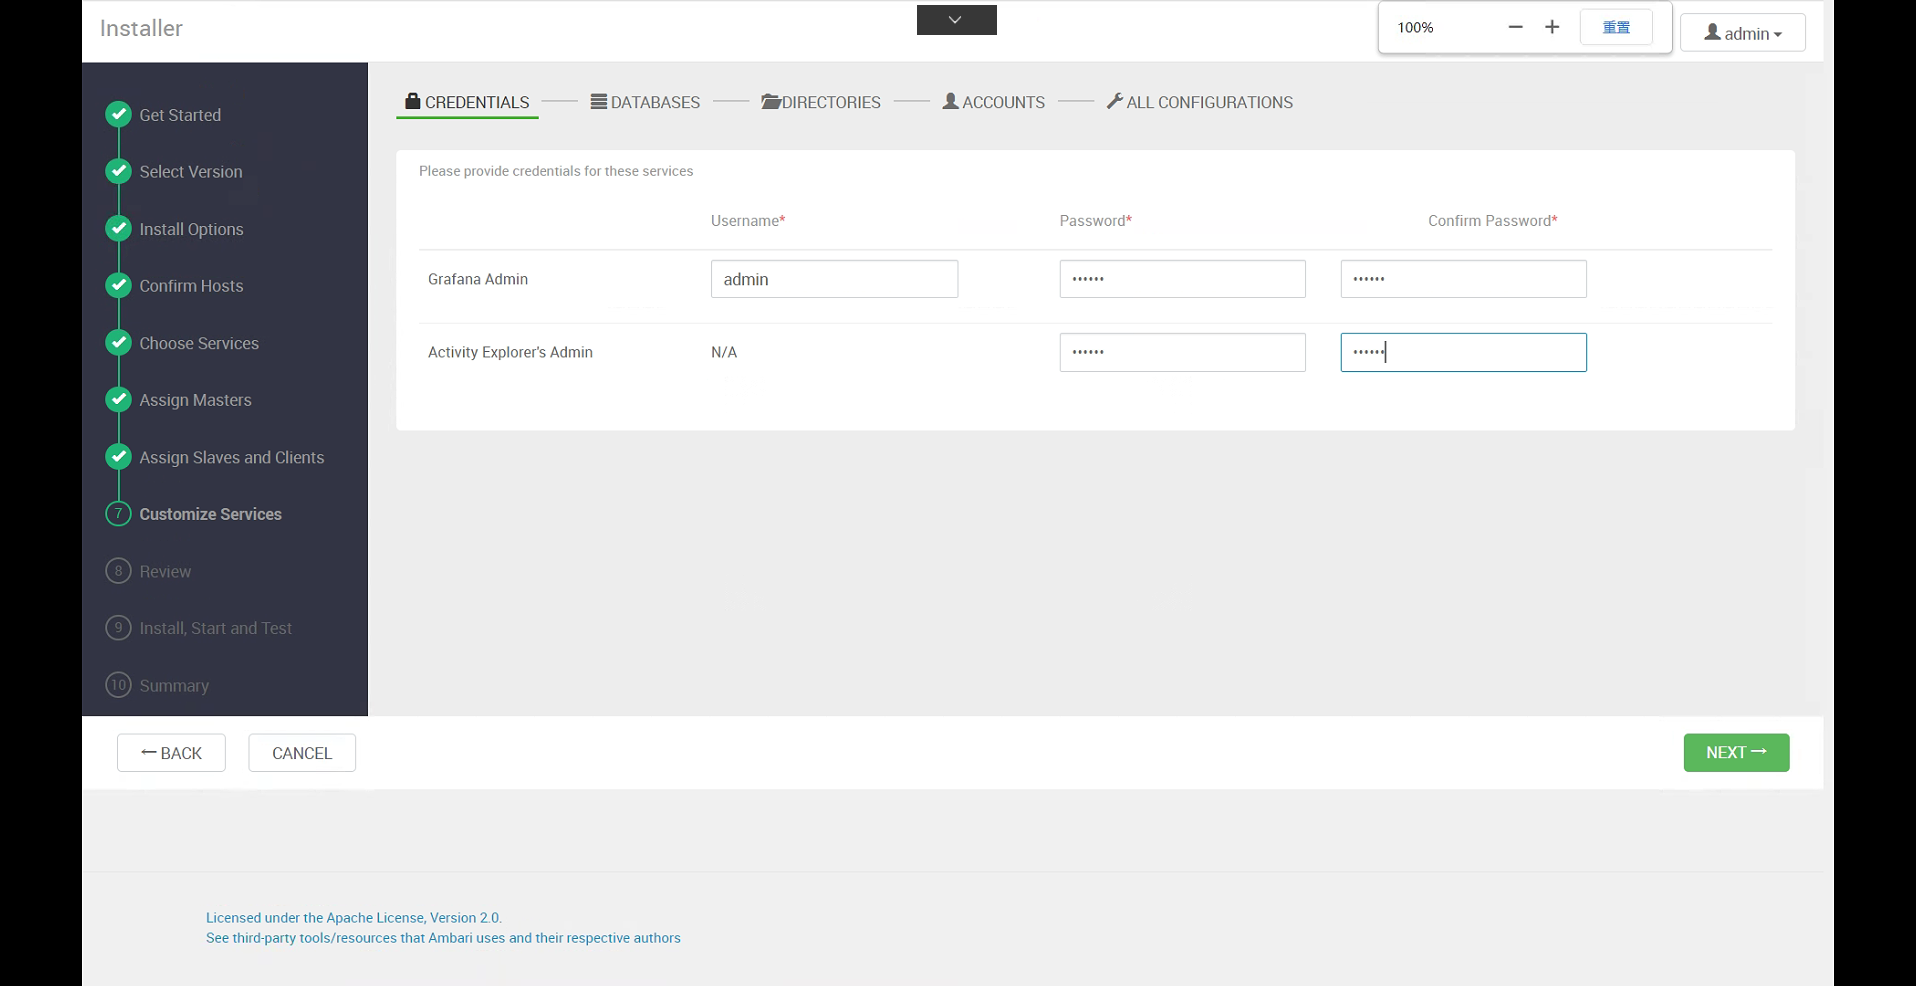 Installer
100%
重置
admin
Get Started
Select Version
Install Options
Confirm Hosts
Choose Services
Assign Masters
Assign Slaves and Clients
7 Customize Services
8 Review
9 Install, Start and Test
10 Summary
CREDENTIALS DATABASES DIRECTORIES ACCOUNTS ALL CONFIGURATIONS
Please provide credentials for these services
Username* Password* Confirm Password*
Grafana Admin admin •••••• ••••••
Activity Explorer's Admin N/A •••••• ••••••
← BACK CANCEL NEXT →
Licensed under the Apache License, Version 2.0.
See third-party tools/resources that Ambari uses and their respective authors